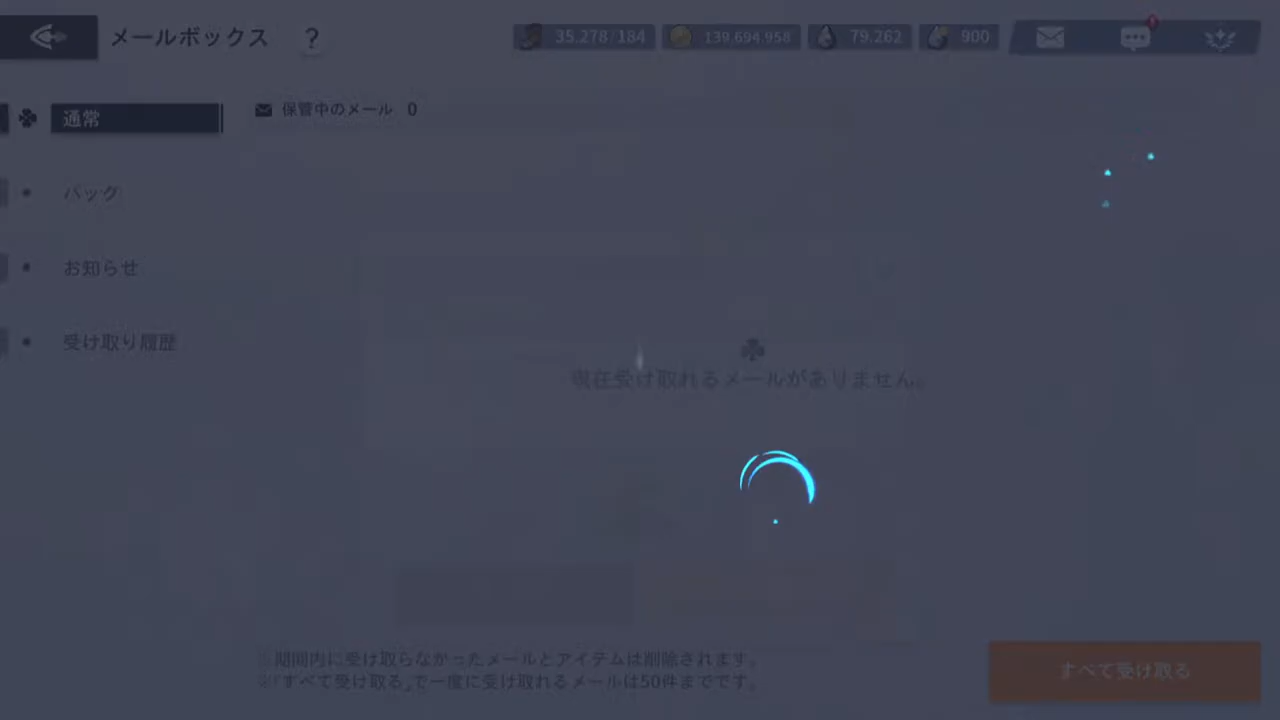 メールボックス
?
35,278/184
139,694,958
79,262
900
通常
保管中のメール 0
バッグ
お知らせ
受け取り履歴
現在受け取れるメールがありません。
※期間内に受け取らなかったメールとアイテムは削除されます。
※「すべて受け取る」で一度に受け取れるメールは50件までです。
すべて受け取る